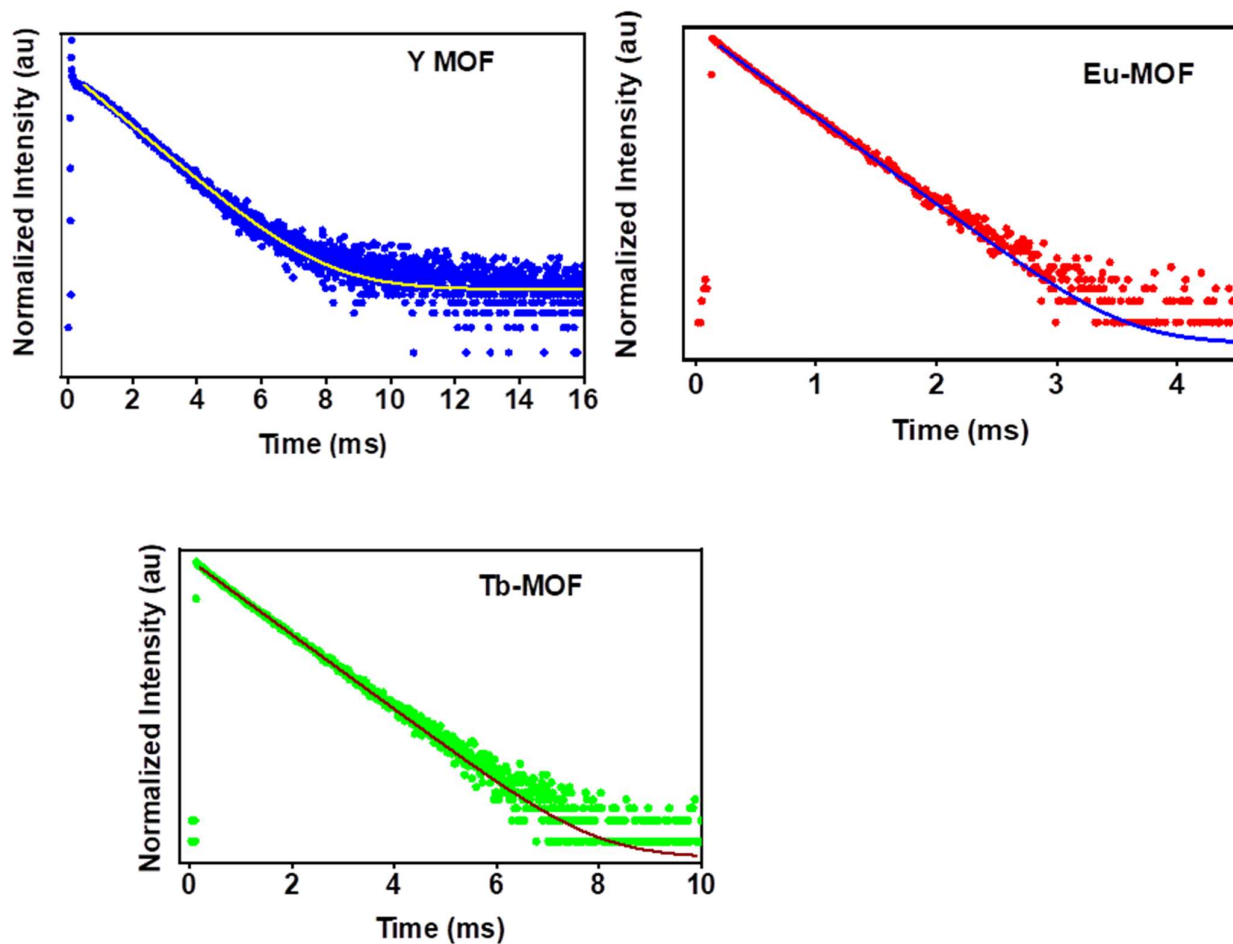 Normalized Intensity (au)
Y MOF
0 2 4 6 8 10 12 14 16
Time (ms)
Normalized Intensity (au)
Eu-MOF
0 1 2 3 4
Time (ms)
Normalized Intensity (au)
Tb-MOF
0 2 4 6 8 10
Time (ms)